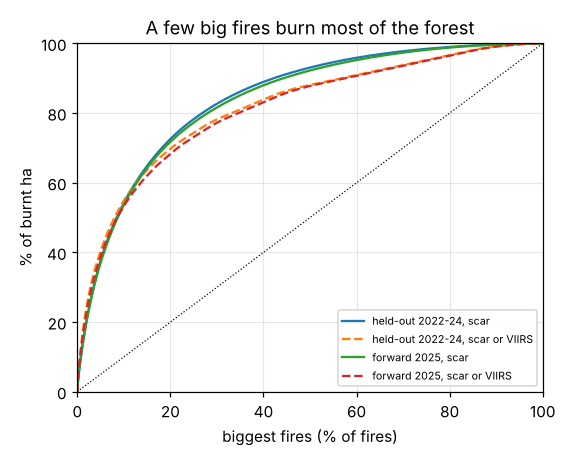 A few big fires burn most of the forest
% of burnt ha
100
80
60
40
20
0
0 20 40 60 80 100
biggest fires (% of fires)
held-out 2022-24, scar
held-out 2022-24, scar or VIIRS
forward 2025, scar
forward 2025, scar or VIIRS